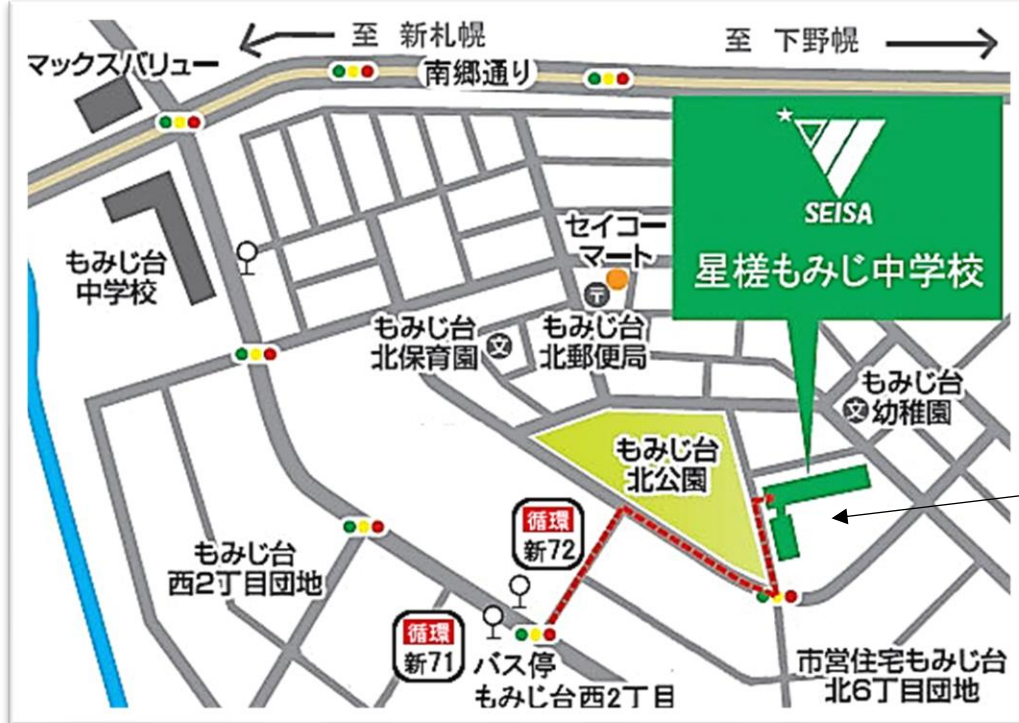 至 新札幌
至 下野幌
マックスバリュー
南郷通り
SEISA
星槎もみじ中学校
セイコー
マート
もみじ台
中学校
〒
もみじ台
北保育園
文
もみじ台
北郵便局
もみじ台
幼稚園
文
もみじ台
北公園
循環
新72
もみじ台
西2丁目団地
循環
新71
バス停
もみじ台西2丁目
市営住宅もみじ台
北6丁目団地